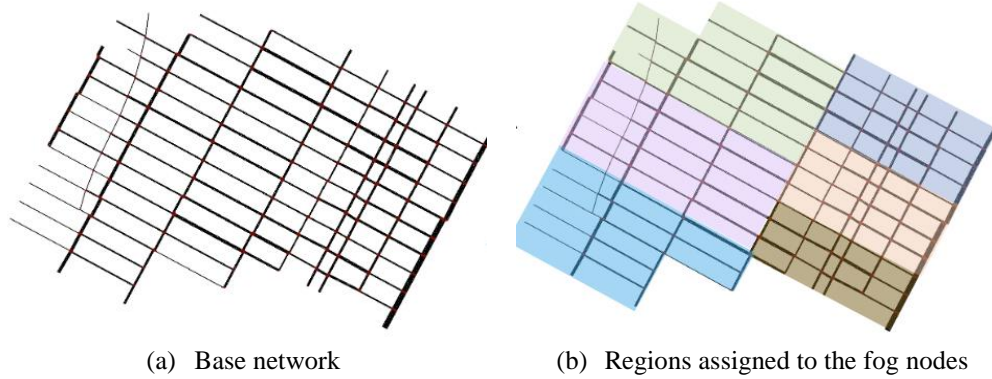 (a) Base network
(b) Regions assigned to the fog nodes